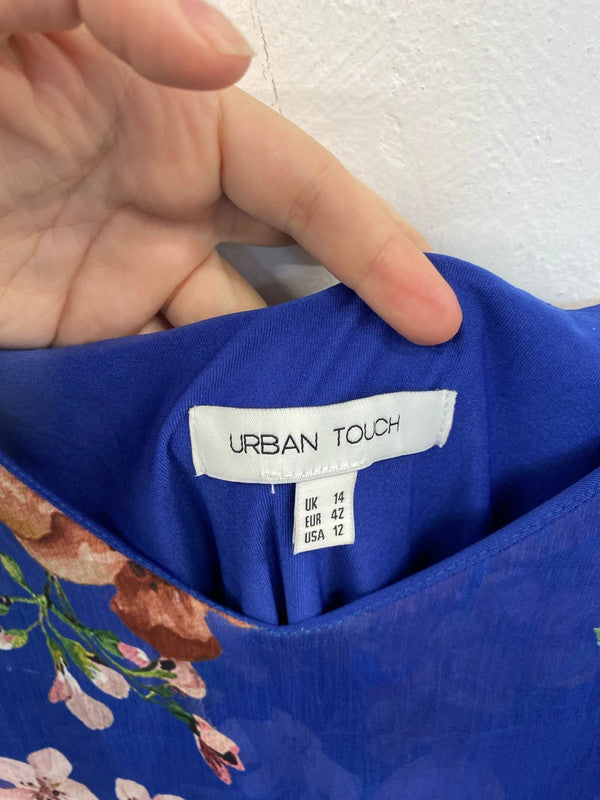 URBAN TOUCH
UK 14
EUR 42
USA 12